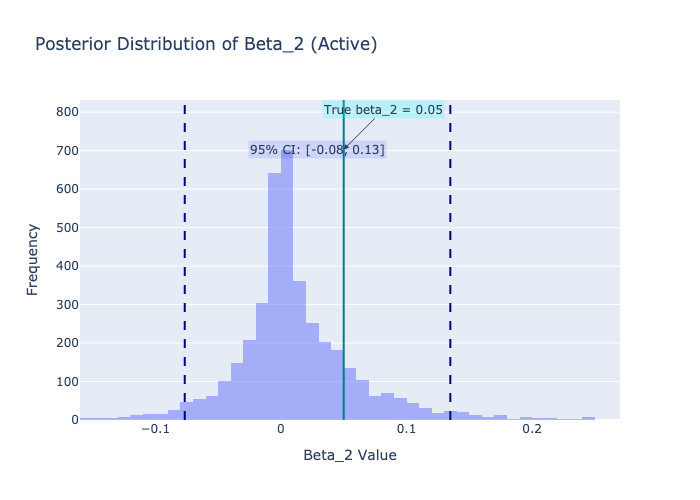 Posterior Distribution of Beta_2 (Active)
True beta_2 = 0.05
95% CI: [-0.08, 0.13]
800
700
600
500
400
300
200
100
0
Frequency
−0.1
0
0.1
0.2
Beta_2 Value